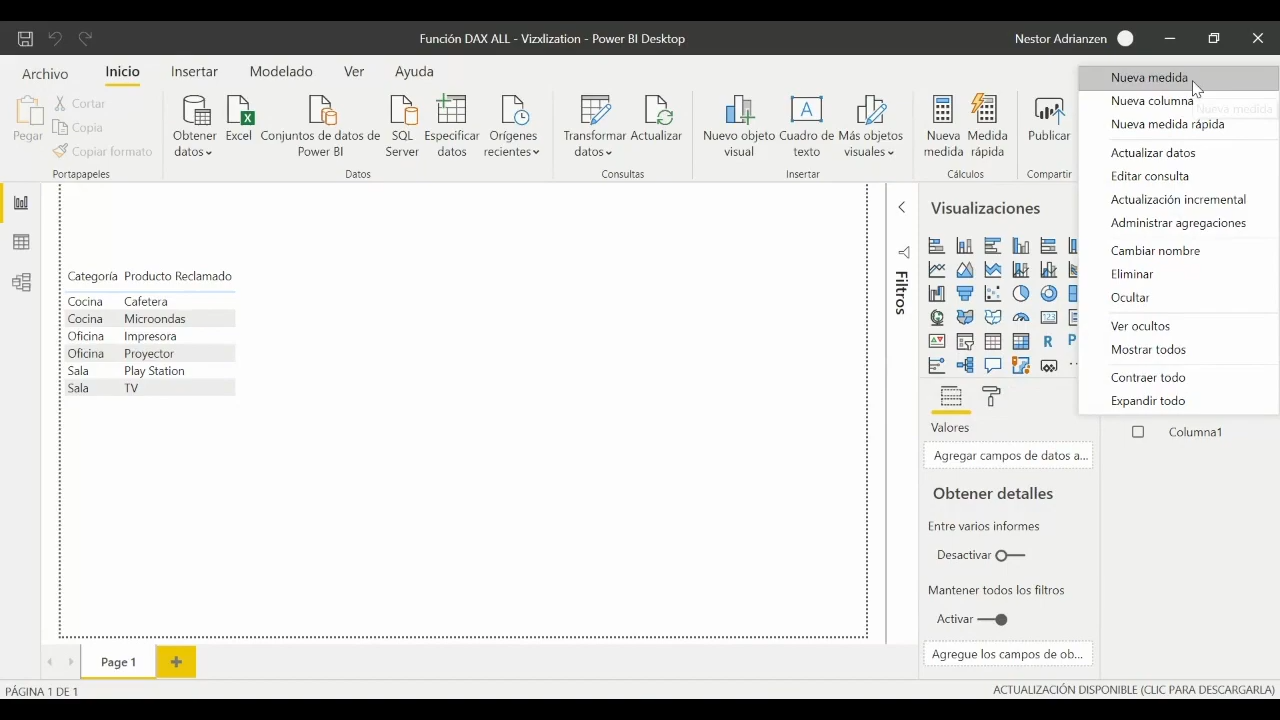 Función DAX ALL - Vizxlization - Power BI Desktop
Nestor Adrianzen
Archivo
Inicio
Insertar
Modelado
Ver
Ayuda
Pegar
Cortar
Copia
Copiar formato
Portapapeles
Obtener
datos
Excel
Conjuntos de datos de
Power BI
SQL
Server
Especificar
datos
Orígenes
recientes
Datos
Transformar
datos
Actualizar
Consultas
Nuevo objeto
visual
Cuadro de
texto
Más objetos
visuales
Insertar
Nueva
medida
Medida
rápida
Cálculos
Publicar
Compartir
Nueva medida
Nueva columna
Nueva medida
Nueva medida rápida
Actualizar datos
Editar consulta
Actualización incremental
Administrar agregaciones
Cambiar nombre
Eliminar
Ocultar
Ver ocultos
Mostrar todos
Contraer todo
Expandir todo
Columna1
Categoría Producto Reclamado
Cocina Cafetera
Cocina Microondas
Oficina Impresora
Oficina Proyector
Sala Play Station
Sala TV
Filtros
Visualizaciones
123
R
Valores
Agregar campos de datos a...
Obtener detalles
Entre varios informes
Desactivar
Mantener todos los filtros
Activar
Agregue los campos de ob...
Page 1
PÁGINA 1 DE 1
ACTUALIZACIÓN DISPONIBLE (CLIC PARA DESCARGARLA)